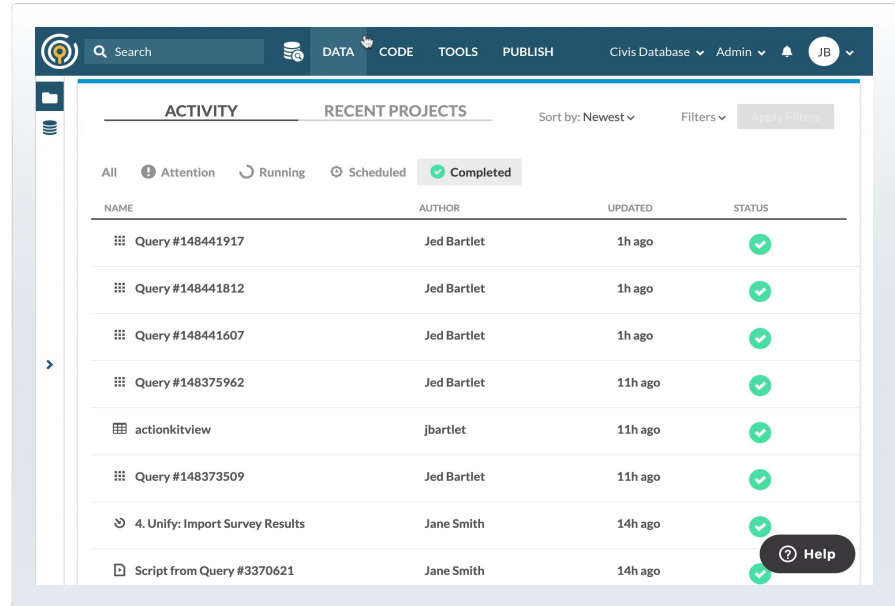 Search DATA CODE TOOLS PUBLISH Civis Database Admin JB
ACTIVITY RECENT PROJECTS Sort by: Newest Filters Apply Filters
All Attention Running Scheduled Completed
NAME AUTHOR UPDATED STATUS
Query #148441917 Jed Bartlet 1h ago
Query #148441812 Jed Bartlet 1h ago
Query #148441607 Jed Bartlet 1h ago
Query #148375962 Jed Bartlet 11h ago
actionkitview jbartlet 11h ago
Query #148373509 Jed Bartlet 11h ago
4. Unify: Import Survey Results Jane Smith 14h ago
Help
Script from Query #3370621 Jane Smith 14h ago